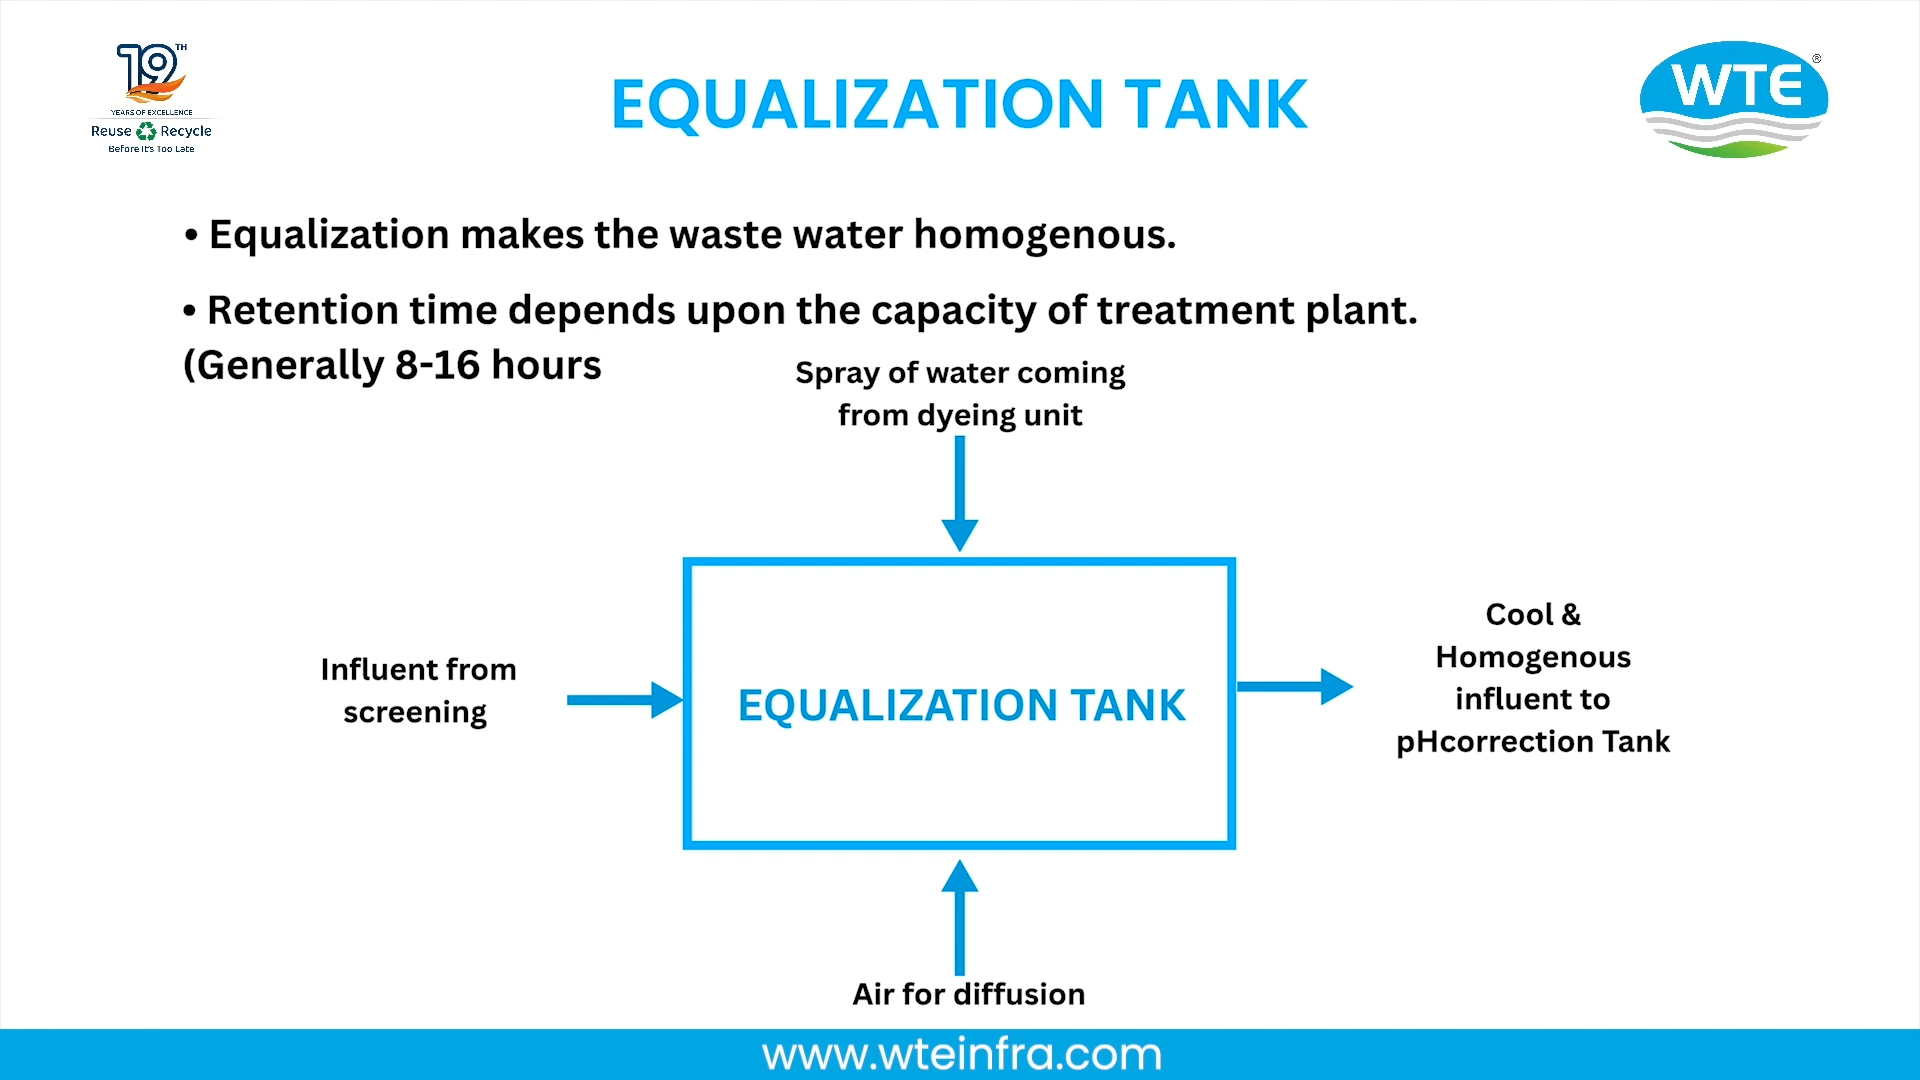 19TH
YEARS OF EXCELLENCE
Reuse Recycle
Before It's Too Late
EQUALIZATION TANK
WTE®
• Equalization makes the waste water homogenous.
• Retention time depends upon the capacity of treatment plant.
(Generally 8-16 hours
Spray of water coming
from dyeing unit
Influent from
screening
EQUALIZATION TANK
Cool &
Homogenous
influent to
pHcorrection Tank
Air for diffusion
www.wteinfra.com